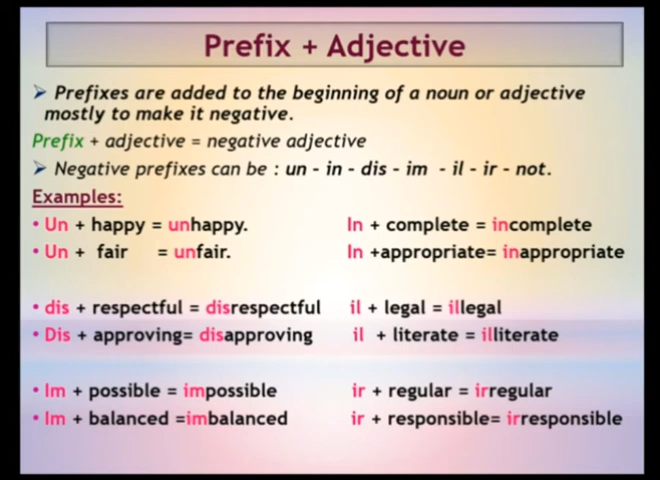 Prefix + Adjective
➢ Prefixes are added to the beginning of a noun or adjective
mostly to make it negative.
Prefix + adjective = negative adjective
➢ Negative prefixes can be : un - in - dis - im - il - ir - not.
Examples:
• Un + happy = unhappy. In + complete = incomplete
• Un + fair = unfair. In +appropriate= inappropriate
• dis + respectful = disrespectful il + legal = illegal
• Dis + approving= disapproving il + literate = illiterate
• Im + possible = impossible ir + regular = irregular
• Im + balanced =imbalanced ir + responsible= irresponsible